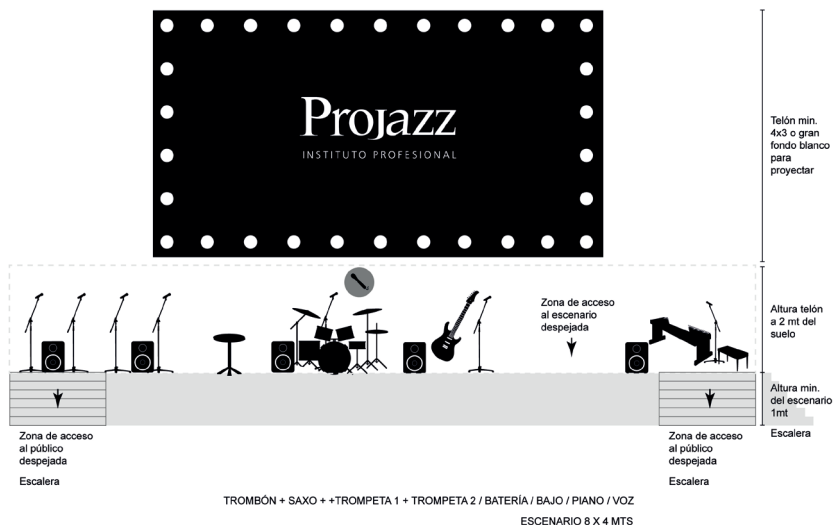 Projazz
INSTITUTO PROFESIONAL
Telón min.
4x3 o gran
fondo blanco
para
proyectar
Zona de acceso
al escenario
despejada
Altura telón
a 2 mt del
suelo
Altura min.
del escenario
1mt
Escalera
Zona de acceso
al público
despejada
Escalera
Zona de acceso
al público
despejada
Escalera
TROMBÓN + SAXO + +TROMPETA 1 + TROMPETA 2 / BATERÍA / BAJO / PIANO / VOZ
ESCENARIO 8 X 4 MTS